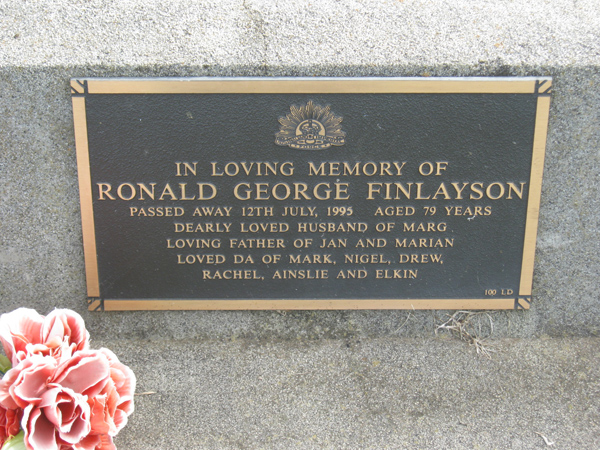 IN LOVING MEMORY OF
RONALD GEORGE FINLAYSON
PASSED AWAY 12TH JULY, 1995 AGED 79 YEARS
DEARLY LOVED HUSBAND OF MARG
LOVING FATHER OF JAN AND MARIAN
LOVED DA OF MARK, NIGEL, DREW,
RACHEL, AINSLIE AND ELKIN
100 LD